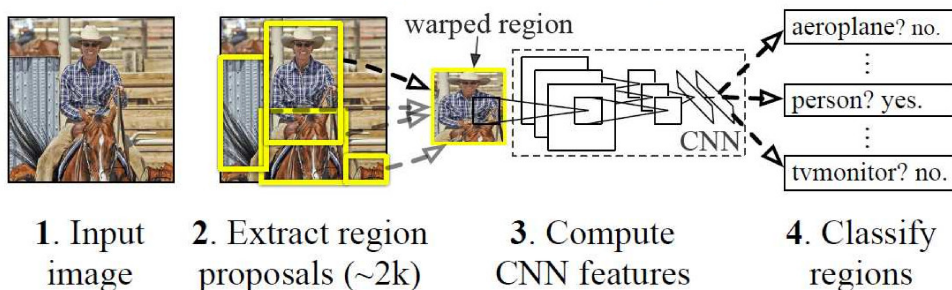 warped region
aeroplane? no.
person? yes.
CNN
tvmonitor? no.
1. Input
image
2. Extract region
proposals (~2k)
3. Compute
CNN features
4. Classify
regions